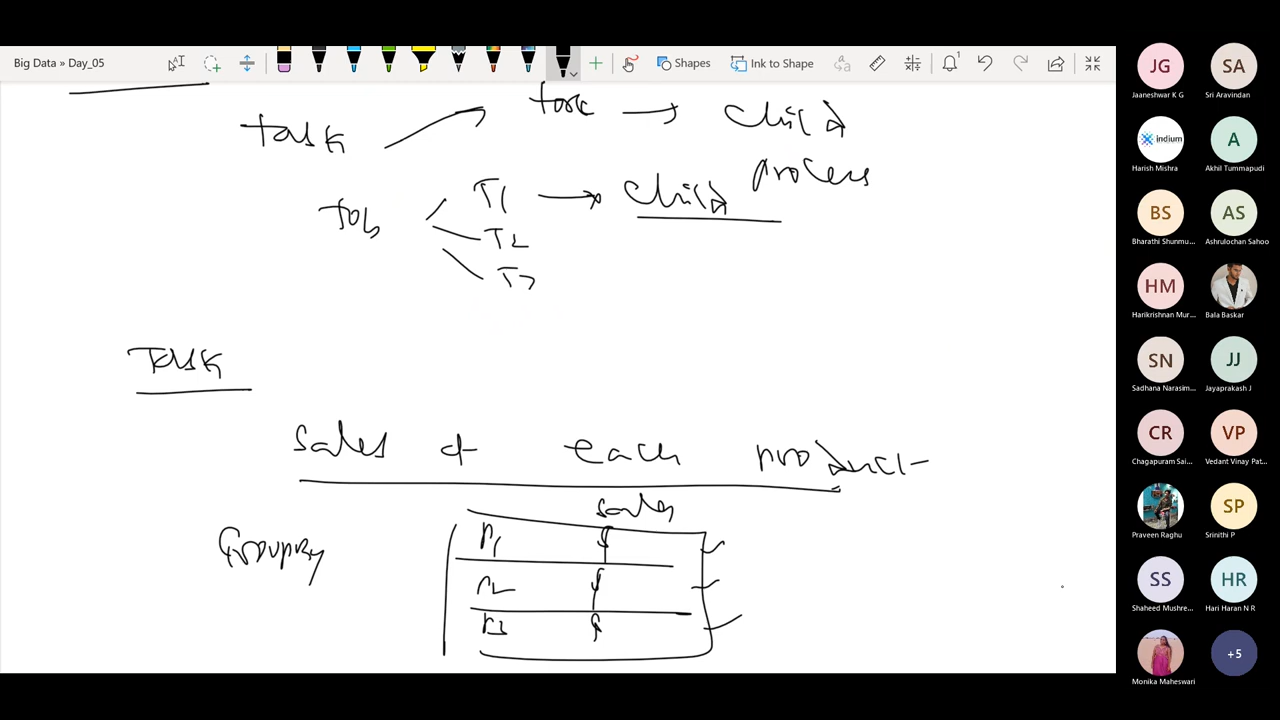 Big Data » Day_05
Shapes
Ink to Shape
1
Task
fork
child
process
Job
T1
child
T2
T3
Task
Sales of each product
Sales
GroupBy
P1
P2
P3
JG
Jaaneshwar K G
SA
Sri Aravindan
indium
Harish Mishra
A
Akhil Tummapudi
BS
Bharathi Shunmu...
AS
Ashrulochan Sahoo
HM
Harikrishnan Mur...
Bala Baskar
SN
Sadhana Narasim...
JJ
Jayaprakash J
CR
Chagapuram Sai...
VP
Vedant Vinay Pat...
Praveen Raghu
SP
Srinithi P
SS
Shaheed Mushre...
HR
Hari Haran N R
Monika Maheswari
+5